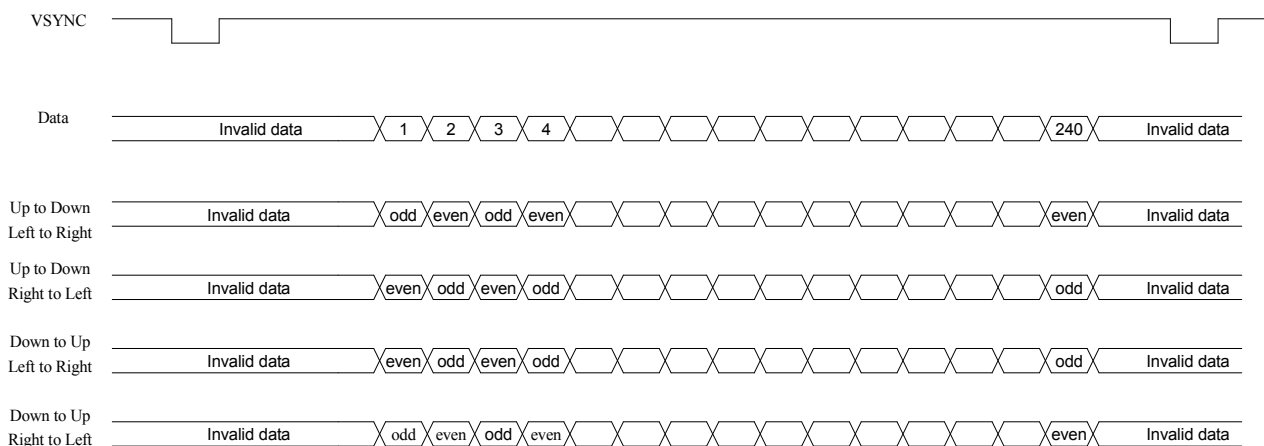 VSYNC
Data Invalid data 1 2 3 4 240 Invalid data
Up to Down
Left to Right Invalid data odd even odd even even Invalid data
Up to Down
Right to Left Invalid data even odd even odd odd Invalid data
Down to Up
Left to Right Invalid data even odd even odd odd Invalid data
Down to Up
Right to Left Invalid data odd even odd even even Invalid data